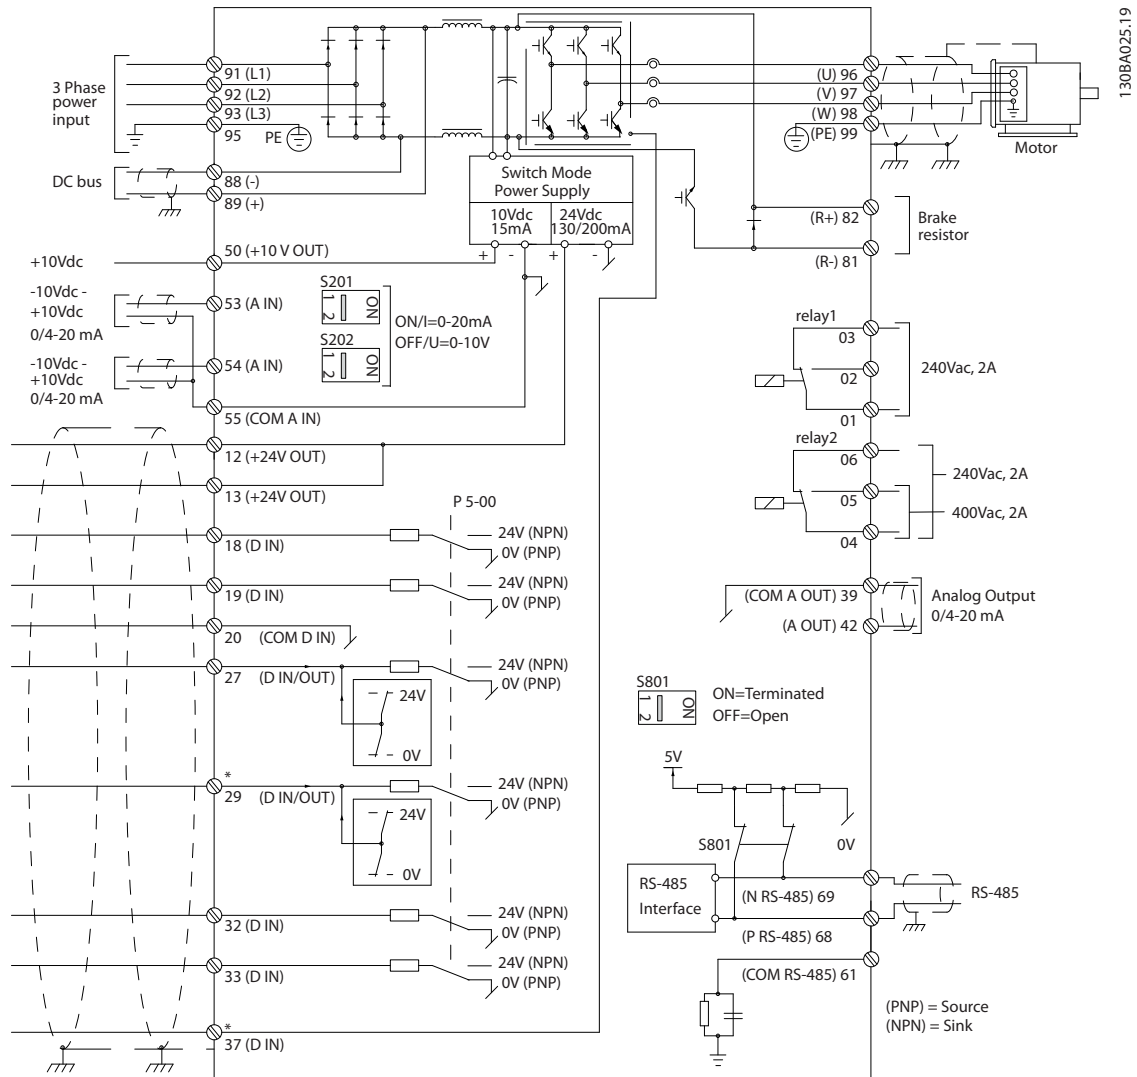 130BA025.19
3 Phase
power
input
91 (L1)
92 (L2)
93 (L3)
95
PE
DC bus
88 (-)
89 (+)
Switch Mode
Power Supply
10Vdc
15mA
24Vdc
130/200mA
+ - + -
+10Vdc
50 (+10 V OUT)
-10Vdc -
+10Vdc
0/4-20 mA
53 (A IN)
-10Vdc -
+10Vdc
0/4-20 mA
54 (A IN)
55 (COM A IN)
S201
1 2
ON
S202
1 2
ON
ON/I=0-20mA
OFF/U=0-10V
12 (+24V OUT)
13 (+24V OUT)
P 5-00
18 (D IN)
24V (NPN)
0V (PNP)
19 (D IN)
24V (NPN)
0V (PNP)
20 (COM D IN)
27 (D IN/OUT)
24V (NPN)
0V (PNP)
24V
0V
*
29 (D IN/OUT)
24V (NPN)
0V (PNP)
24V
0V
32 (D IN)
24V (NPN)
0V (PNP)
33 (D IN)
24V (NPN)
0V (PNP)
*
37 (D IN)
(U) 96
(V) 97
(W) 98
(PE) 99
Motor
(R+) 82
Brake
resistor
(R-) 81
relay1
03
02
01
240Vac, 2A
relay2
06
05
04
240Vac, 2A
400Vac, 2A
(COM A OUT) 39
(A OUT) 42
Analog Output
0/4-20 mA
S801
1 2
ON
ON=Terminated
OFF=Open
5V
S801
0V
RS-485
Interface
(N RS-485) 69
RS-485
(P RS-485) 68
(COM RS-485) 61
(PNP) = Source
(NPN) = Sink